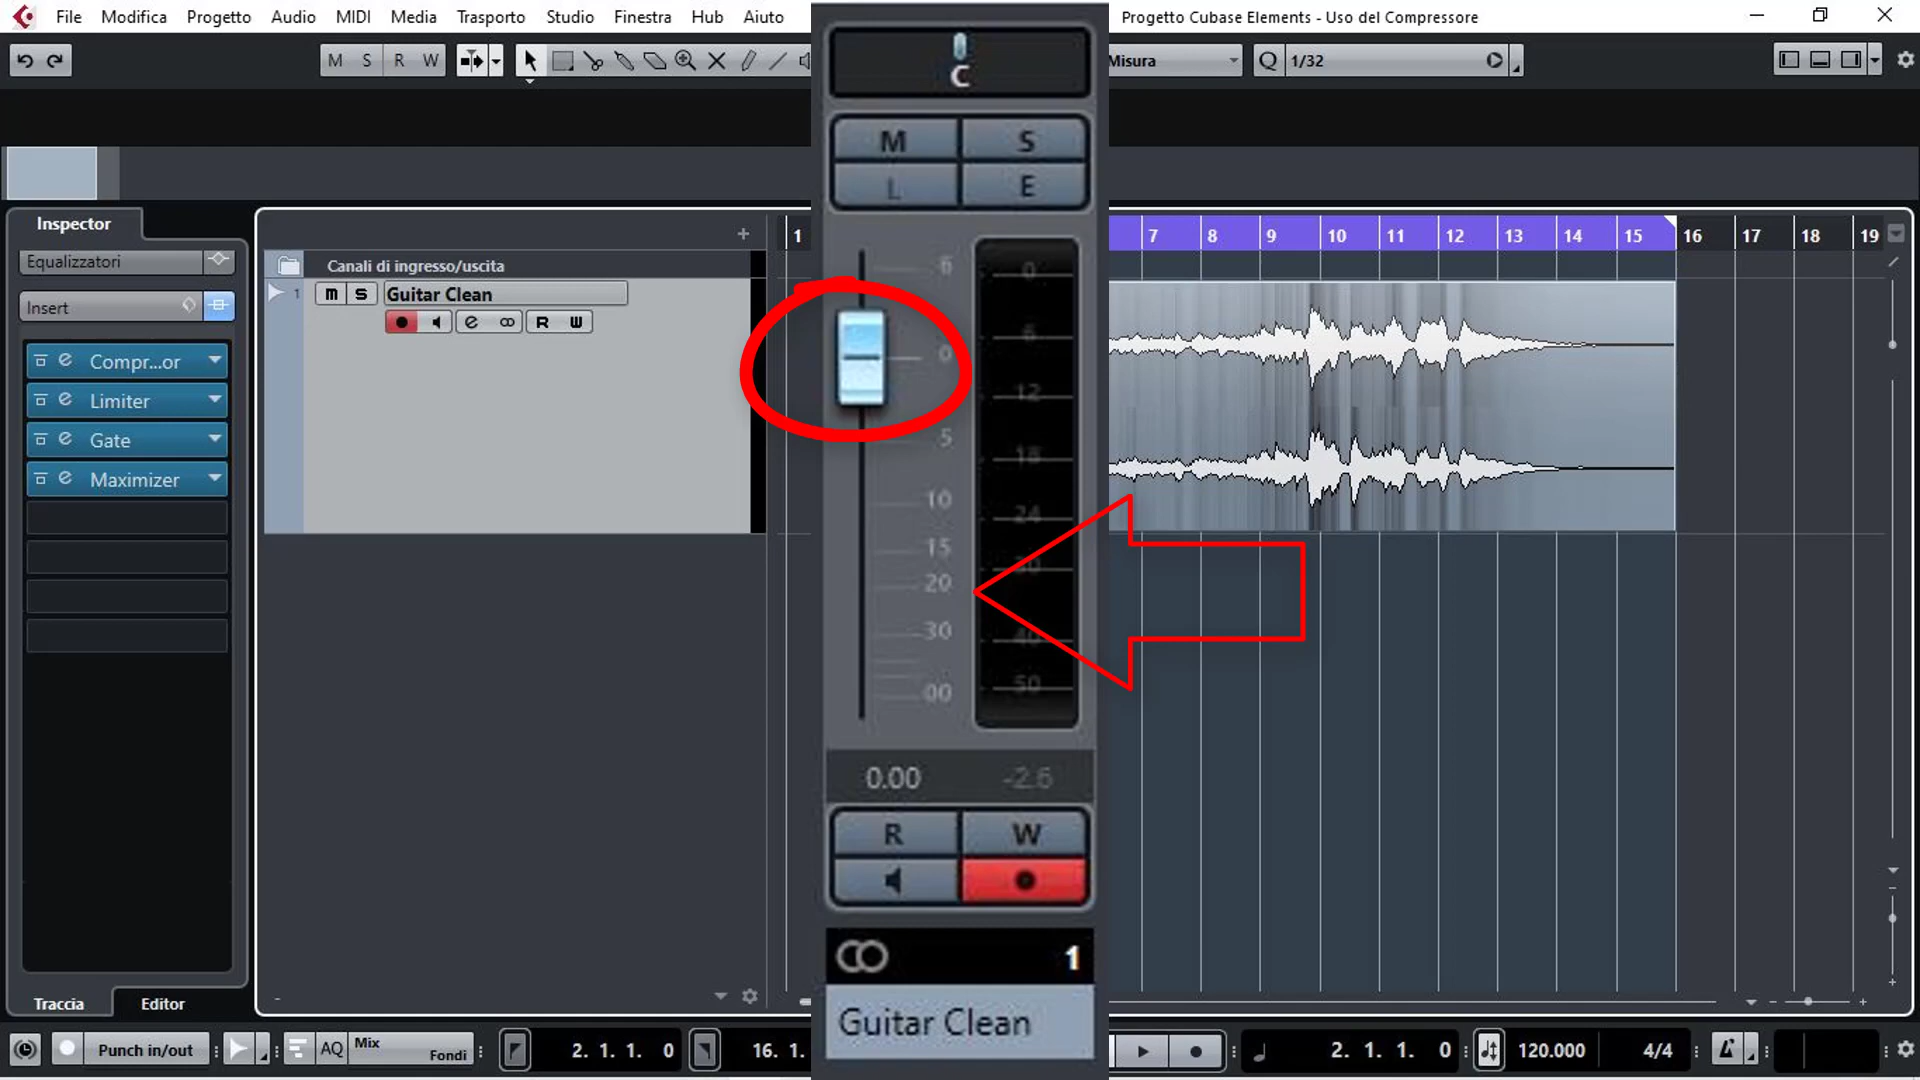 File Modifica Progetto Audio MIDI Media Trasporto Studio Finestra Hub Aiuto
Progetto Cubase Elements - Uso del Compressore
M S R W
Misura
Q 1/32
C
M S
L E
Inspector
Equalizzatori
Insert
Compr...or
Limiter
Gate
Maximizer
Traccia Editor
Canali di ingresso/uscita
1 m S Guitar Clean
e R W
1 7 8 9 10 11 12 13 14 15 16 17 18 19
6
0
5
10
15
20
30
00
0
6
12
18
24
30
40
50
0.00 -2.6
R W
1
Guitar Clean
Punch in/out
AQ
Mix
Fondi
2. 1. 1. 0
16. 1.
2. 1. 1. 0
120.000
4/4